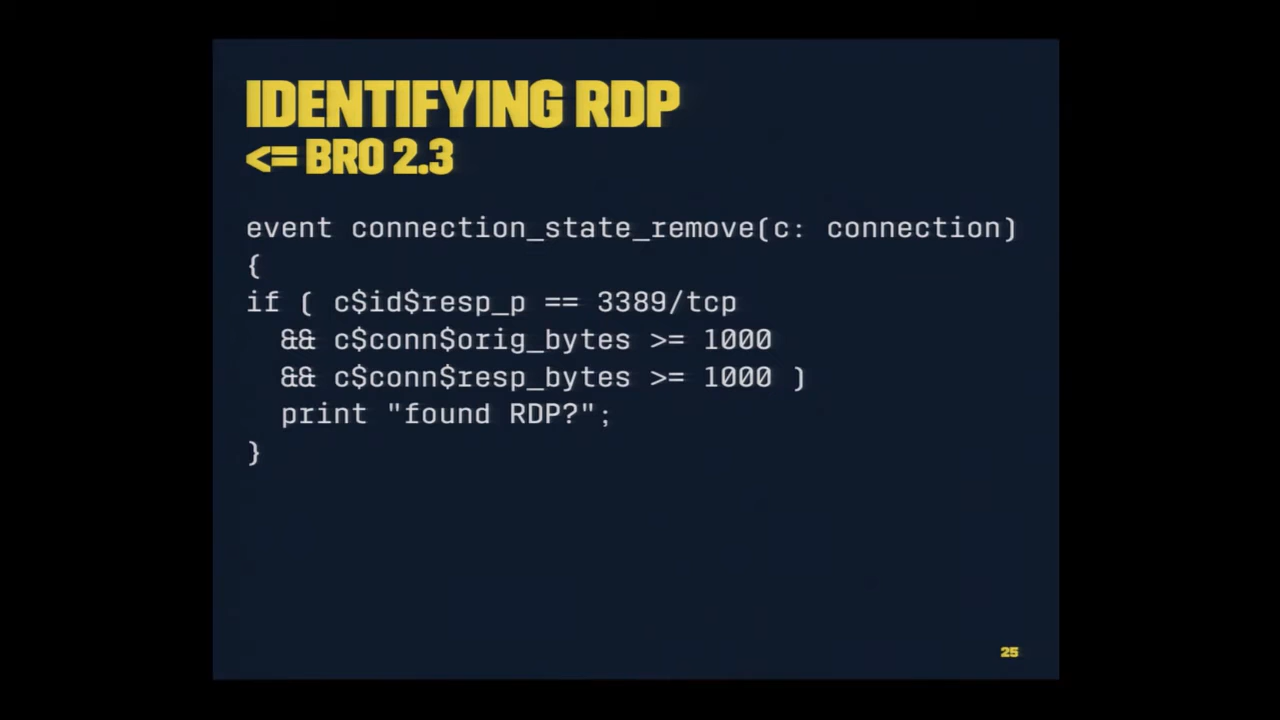 IDENTIFYING RDP
<= BRO 2.3
event connection_state_remove(c: connection)
{
if ( c$id$resp_p == 3389/tcp
  && c$conn$orig_bytes >= 1000
  && c$conn$resp_bytes >= 1000 )
  print "found RDP?";
}
25